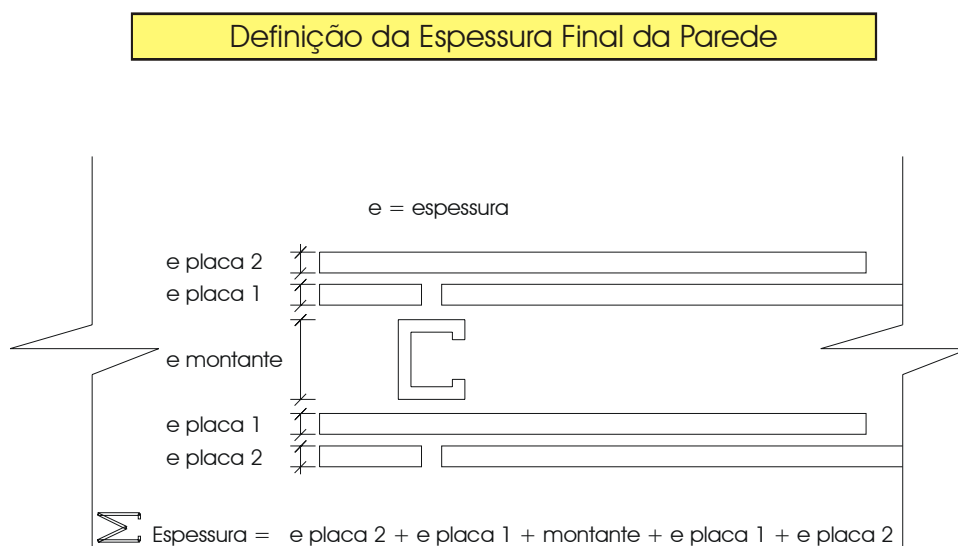 Definição da Espessura Final da Parede
e = espessura
e placa 2
e placa 1
e montante
e placa 1
e placa 2
∑ Espessura = e placa 2 + e placa 1 + montante + e placa 1 + e placa 2